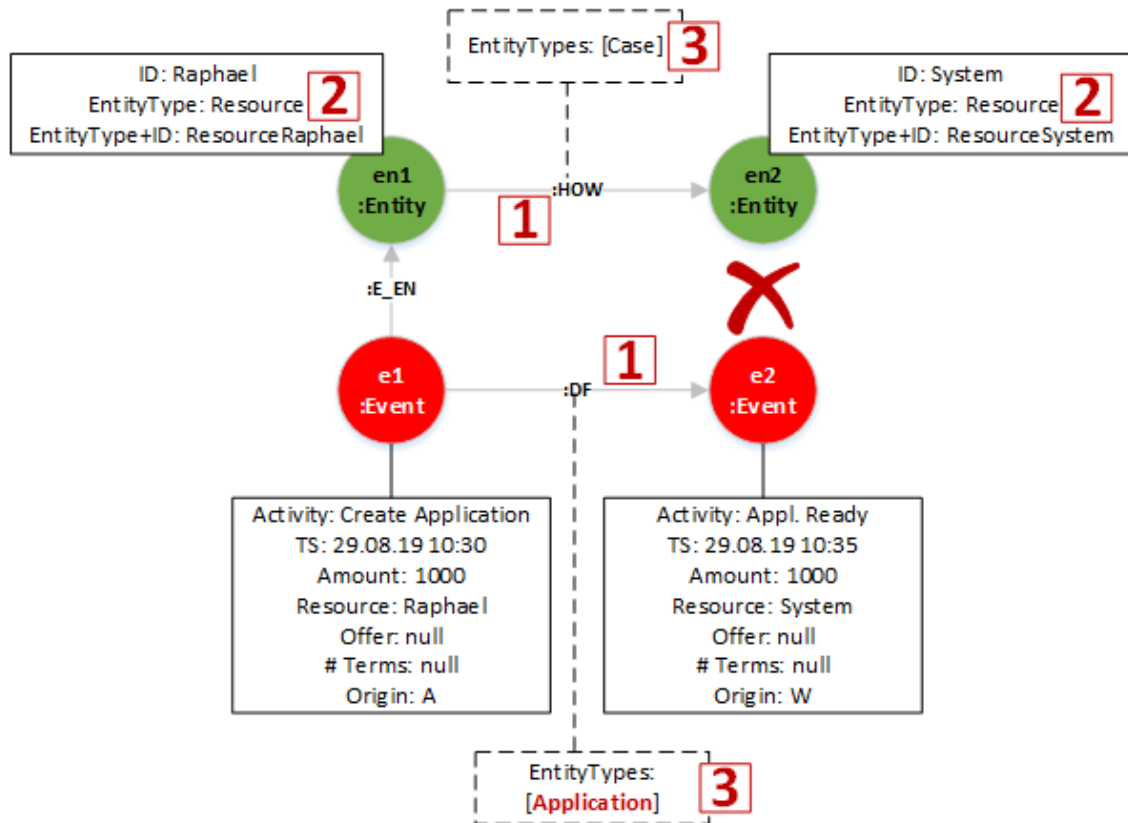 EntityTypes: [Case]
3
ID: Raphael
EntityType: Resource
2
EntityType+ID: ResourceRaphael
ID: System
EntityType: Resource
2
EntityType+ID: ResourceSystem
en1
:Entity
:HOW
1
en2
:Entity
:E_EN
e1
:Event
1
:DF
e2
:Event
Activity: Create Application
TS: 29.08.19 10:30
Amount: 1000
Resource: Raphael
Offer: null
# Terms: null
Origin: A
Activity: Appl. Ready
TS: 29.08.19 10:35
Amount: 1000
Resource: System
Offer: null
# Terms: null
Origin: W
EntityTypes:
[Application]
3